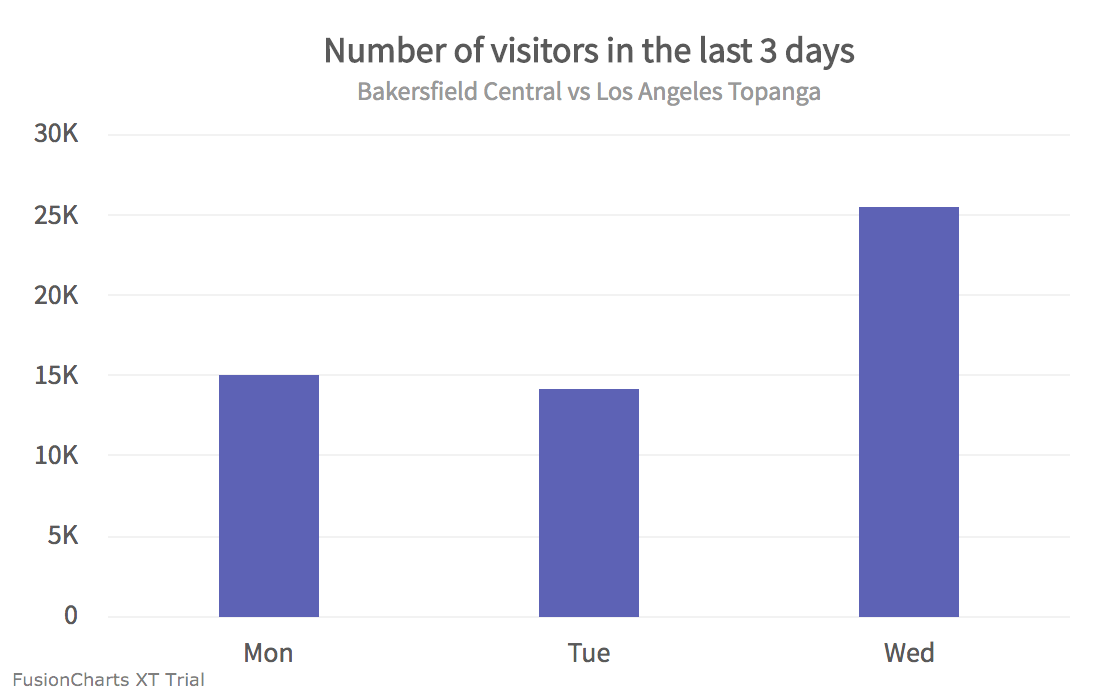 Number of visitors in the last 3 days
Bakersfield Central vs Los Angeles Topanga
30K
25K
20K
15K
10K
5K
0
Mon Tue Wed
FusionCharts XT Trial